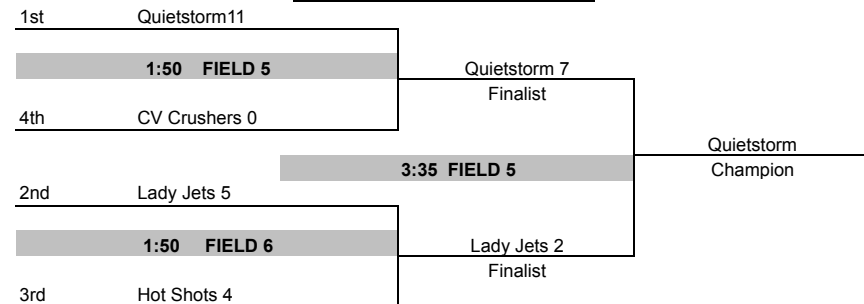 1st Quietstorm11
1:50 FIELD 5
Quietstorm 7
Finalist
4th CV Crushers 0
Quietstorm
Champion
3:35 FIELD 5
2nd Lady Jets 5
1:50 FIELD 6
Lady Jets 2
Finalist
3rd Hot Shots 4